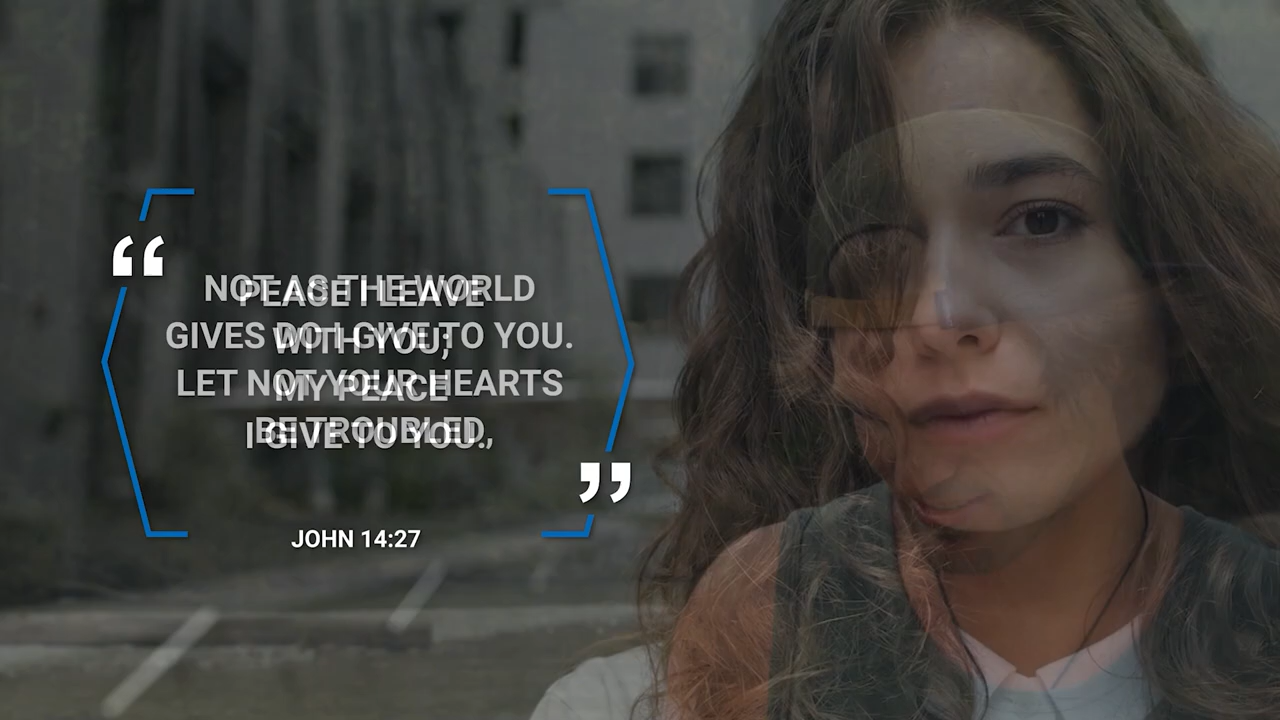 “
PEACE I LEAVE
WITH YOU;
MY PEACE
I GIVE TO YOU.
NOT AS THE WORLD
GIVES DO I GIVE TO YOU.
LET NOT YOUR HEARTS
BE TROUBLED,
”
JOHN 14:27